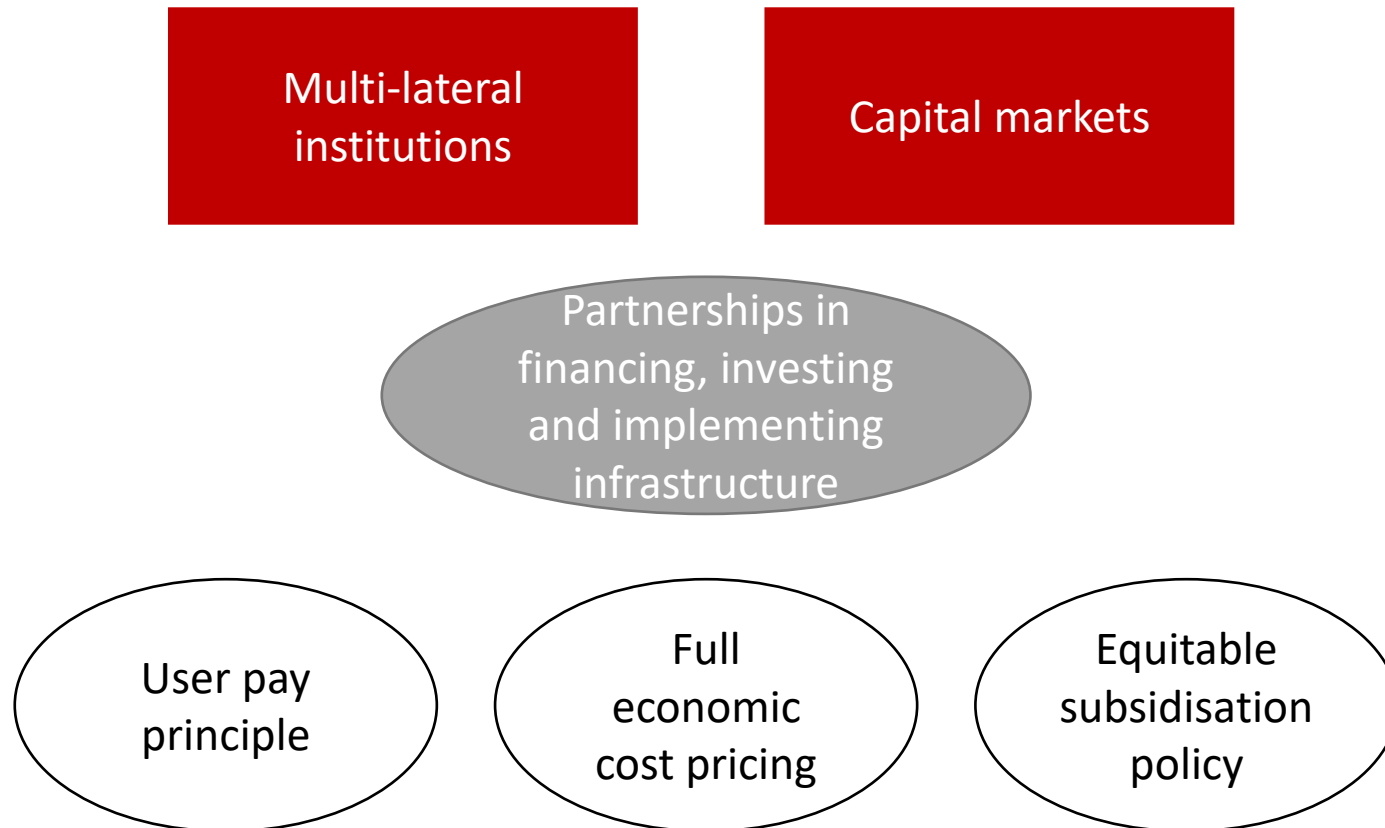 Multi-lateral
institutions
Capital markets
Partnerships in
financing, investing
and implementing
infrastructure
User pay
principle
Full
economic
cost pricing
Equitable
subsidisation
policy